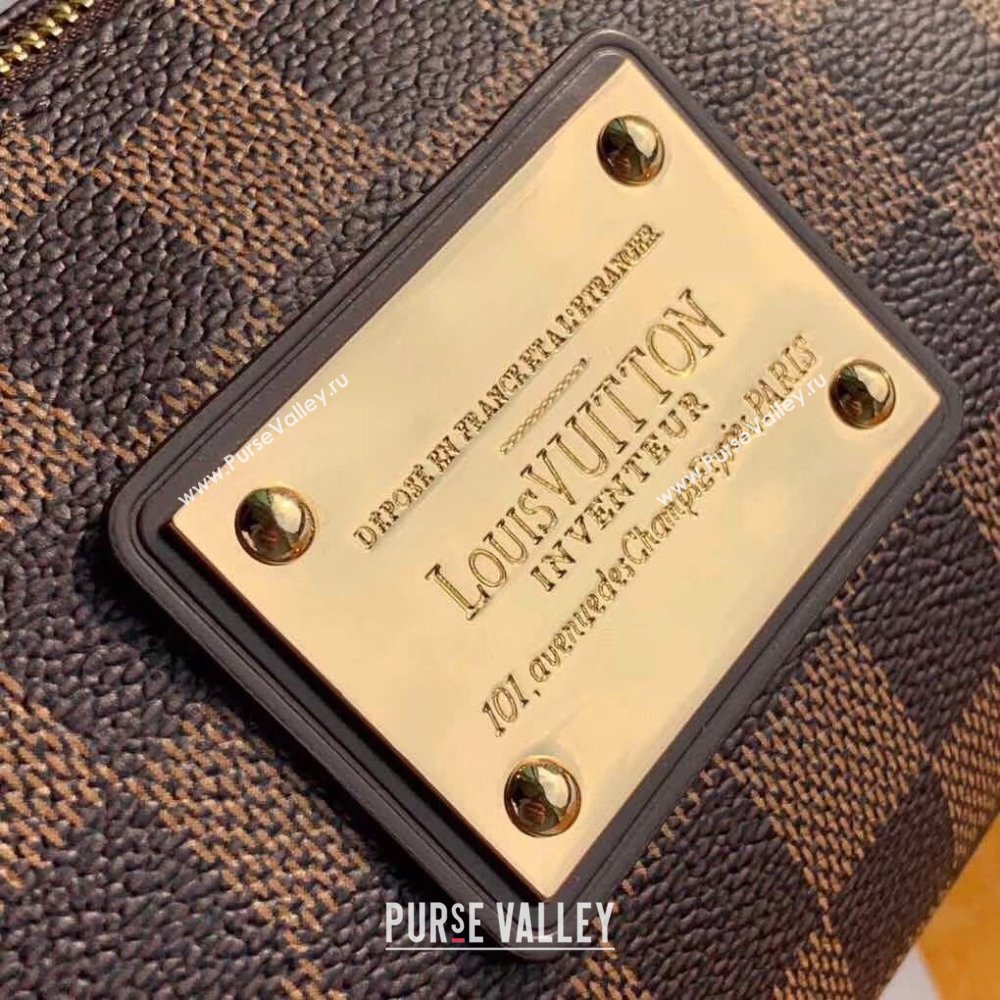 DEPOSÉ EN FRANCE ET A L'ETRANGER
LOUIS VUITTON
INVENTEUR
101, avenue des Champs Elysées, PARIS
www.PurseValley.ru
www.PurseValley.ru
PURSE VALLEY